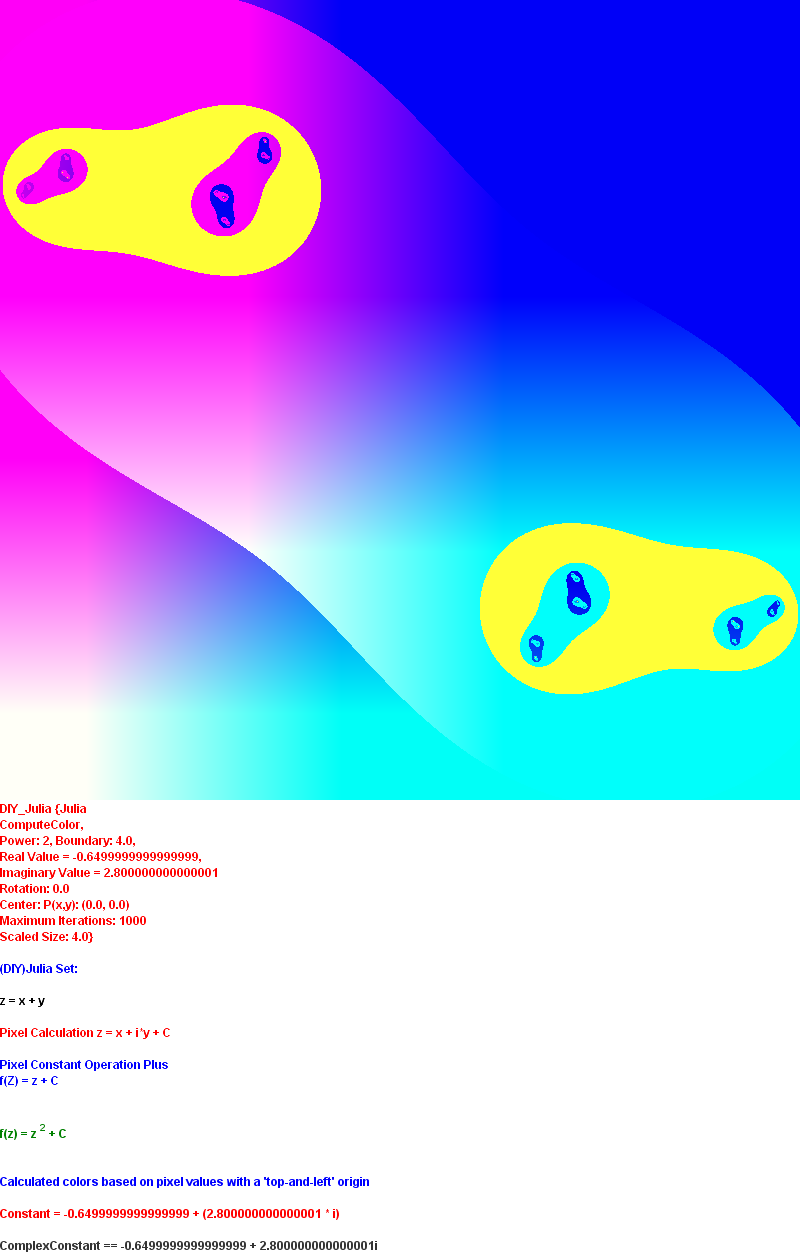 DIY_Julia {Julia
ComputeColor,
Power: 2, Boundary: 4.0,
Real Value = -0.6499999999999999,
Imaginary Value = 2.800000000000001
Rotation: 0.0
Center: P(x,y): (0.0, 0.0)
Maximum Iterations: 1000
Scaled Size: 4.0}
(DIY)Julia Set:
z = x + y
Pixel Calculation z = x + i*y + C
Pixel Constant Operation Plus
f(Z) = z + C
f(z) = z 2 + C
Calculated colors based on pixel values with a 'top-and-left' origin
Constant = -0.6499999999999999 + (2.800000000000001 * i)
ComplexConstant == -0.6499999999999999 + 2.800000000000001i